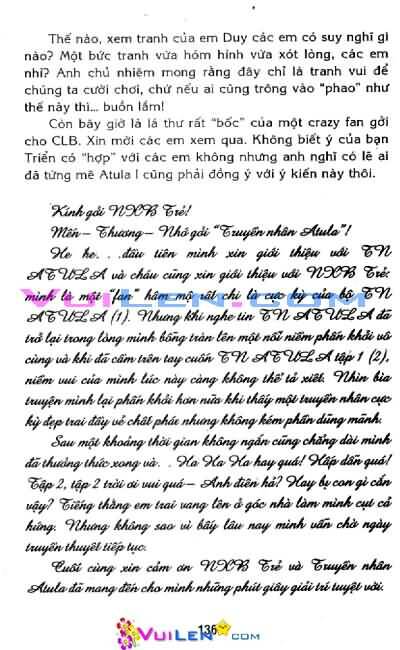 Thế nào, xem tranh của em Duy các em có suy nghĩ gì
nào? Một bức tranh vừa hóm hỉnh vừa xót lòng, các em
nhỉ? Anh chủ nhiệm mong rằng đây chỉ là tranh vui để
chúng ta cười chơi, chứ nếu ai cũng trông vào "phao" như
thế này thì... buồn lắm!
Còn bây giờ là lá thư rất "bốc" của một crazy fan gởi
cho CLB. Xin mời các em xem qua. Không biết ý của bạn
Triển có "hợp" với các em không nhưng anh nghĩ có lẽ ai
đã từng mê Atula I cũng phải đồng ý với ý kiến này thôi.
Kính gởi NXB Trẻ!
Mến - Thương - Nhớ gởi "Truyền nhân Atula"!
He he...đầu tiên mình xin giới thiệu với TN
ATULA và cháu cũng xin giới thiệu với NXB Trẻ:
mình là một "fan" hâm mộ rất chi là cực kỳ của bộ TN
ATULA (1). Nhưng khi nghe tin TN ATULA đã
trở lại trong lòng mình bỗng tràn lên một nỗi niềm phấn khởi vô
cùng và khi đã cầm trên tay cuốn TN ATULA tập 1 (2),
niềm vui của mình lúc này càng không thể tả xiết. Nhìn bìa
truyện mình lại phấn khởi hơn nữa khi thấy một truyền nhân cực
kỳ đẹp trai đầy vẻ chất phác nhưng không kém phần dũng mãnh.
Sau một khoảng thời gian không ngắn cũng chẳng dài mình
đã thưởng thức xong và. . Ha Ha Ha hay quá! Hấp dẫn quá!
Tập 2, tập 2 trời ơi vui quá - Anh điên hả? Hay bị con gì cắn
vậy? Tiếng thằng em trai vang lên ở góc nhà làm mình cụt cả
hứng. Nhưng không sao vì bấy lâu nay mình vẫn chờ ngày
truyền thuyết tiếp tục.
Cuối cùng xin cảm ơn NXB Trẻ và Truyền nhân
Atula đã mang đến cho mình những phút giây giải trí tuyệt vời.
136
VUILEN.COM
VUILEN.COM